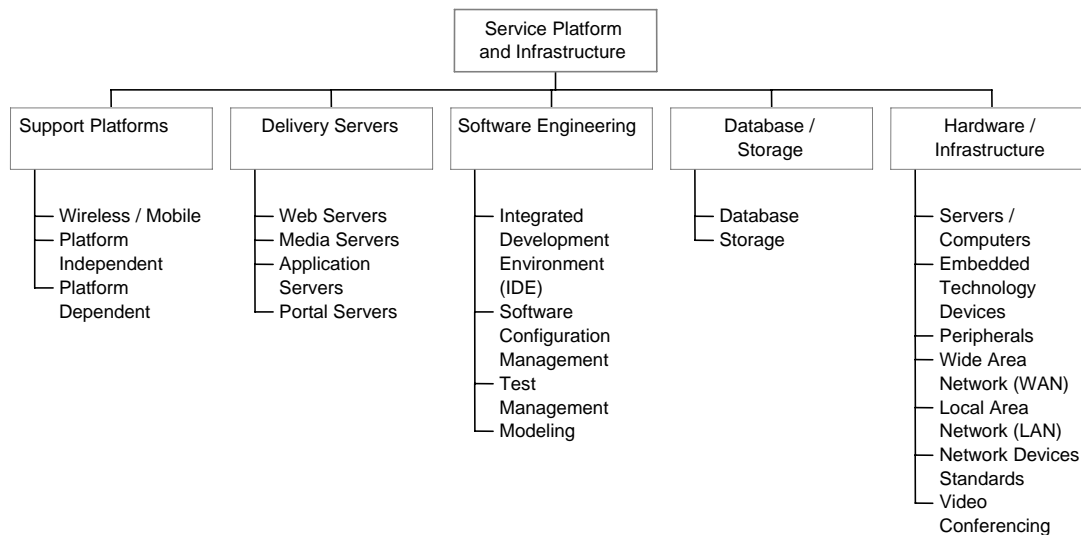 Service Platform
and Infrastructure
Support Platforms
Wireless / Mobile
Platform
Independent
Platform
Dependent
Delivery Servers
Web Servers
Media Servers
Application
Servers
Portal Servers
Software Engineering
Integrated
Development
Environment
(IDE)
Software
Configuration
Management
Test
Management
Modeling
Database /
Storage
Database
Storage
Hardware /
Infrastructure
Servers /
Computers
Embedded
Technology
Devices
Peripherals
Wide Area
Network (WAN)
Local Area
Network (LAN)
Network Devices
Standards
Video
Conferencing